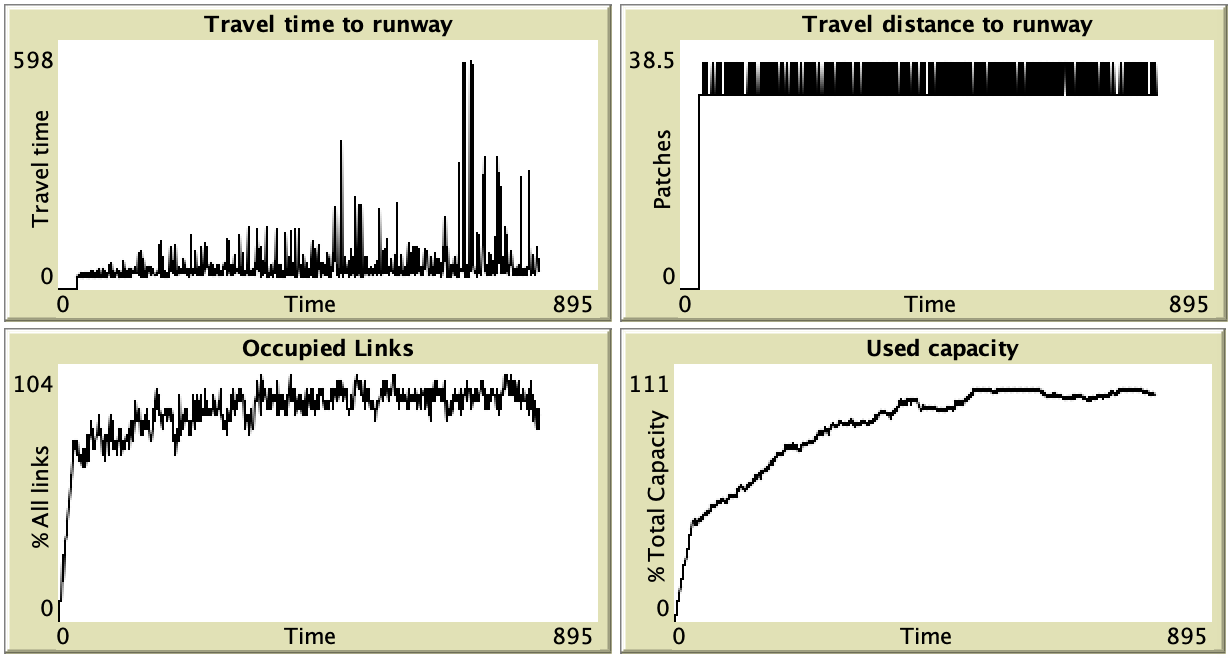 Travel time to runway
598
Travel time
0
0 Time 895
Travel distance to runway
38.5
Patches
0
0 Time 895
Occupied Links
104
% All links
0
0 Time 895
Used capacity
111
% Total Capacity
0
0 Time 895